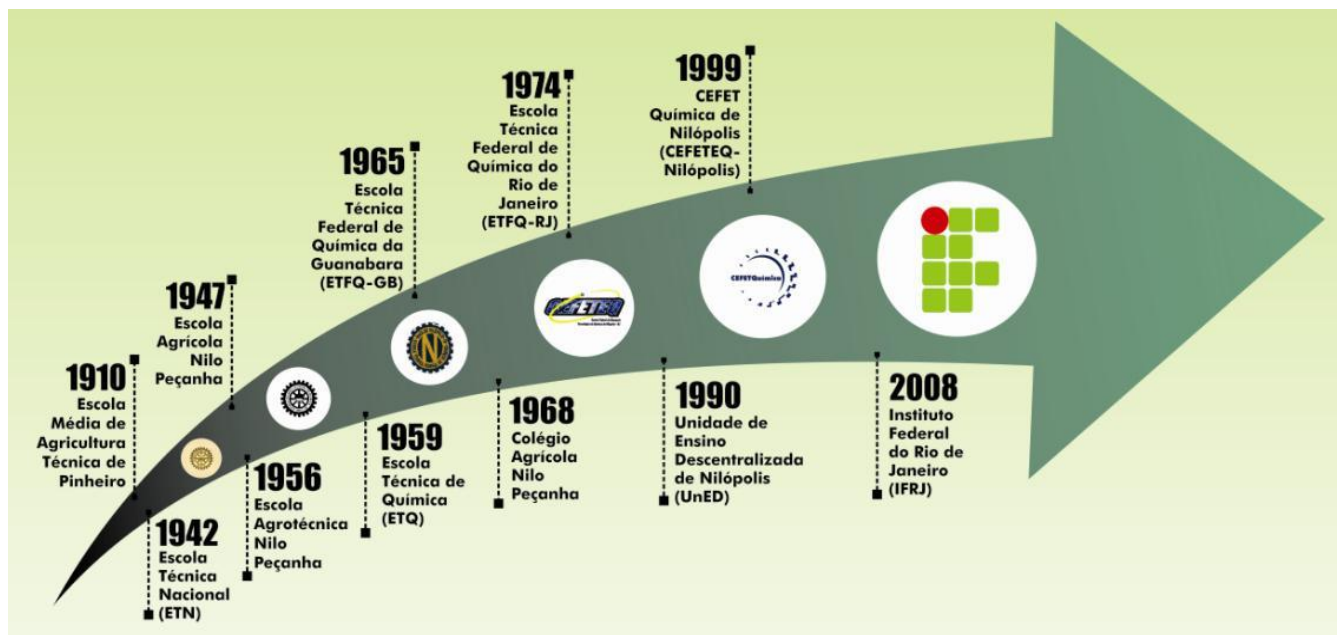 1910
Escola
Média de
Agricultura
Técnica de
Pinheiro
1942
Escola
Técnica
Nacional
(ETN)
1947
Escola
Agrícola
Nilo
Peçanha
1956
Escola
Agrotécnica
Nilo
Peçanha
1959
Escola
Técnica de
Química
(ETQ)
1965
Escola
Técnica
Federal de
Química da
Guanabara
(ETFQ-GB)
1968
Colégio
Agrícola
Nilo
Peçanha
1974
Escola
Técnica
Federal de
Química do
Rio de
Janeiro
(ETFQ-RJ)
1990
Unidade de
Ensino
Descentralizada
de Nilópolis
(UnED)
1999
CEFET
Química de
Nilópolis
(CEFETEQ-
Nilópolis)
2008
Instituto
Federal
do Rio de
Janeiro
(IFRJ)
N
CEFETQuímica